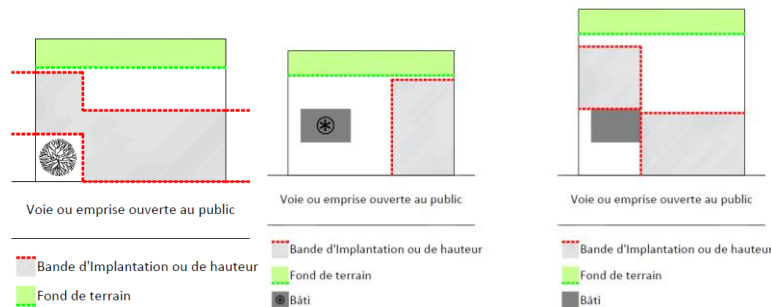 Voie ou emprise ouverte au public
Bande d'Implantation ou de hauteur
Fond de terrain
Voie ou emprise ouverte au public
Bande d'Implantation ou de hauteur
Fond de terrain
Bâti
Voie ou emprise ouverte au public
Bande d'Implantation ou de hauteur
Fond de terrain
Bâti